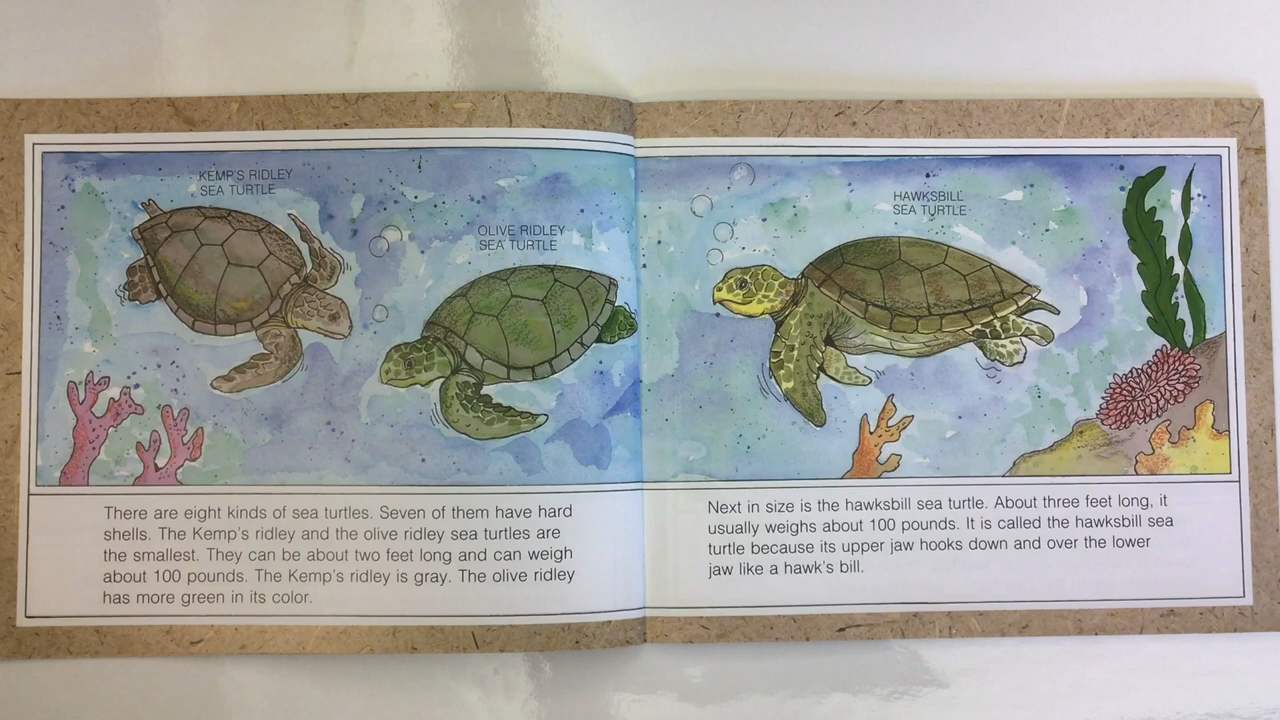 KEMP'S RIDLEY
SEA TURTLE
OLIVE RIDLEY
SEA TURTLE
There are eight kinds of sea turtles. Seven of them have hard
shells. The Kemp's ridley and the olive ridley sea turtles are
the smallest. They can be about two feet long and can weigh
about 100 pounds. The Kemp's ridley is gray. The olive ridley
has more green in its color.
HAWKSBILL
SEA TURTLE
Next in size is the hawksbill sea turtle. About three feet long, it
usually weighs about 100 pounds. It is called the hawksbill sea
turtle because its upper jaw hooks down and over the lower
jaw like a hawk's bill.